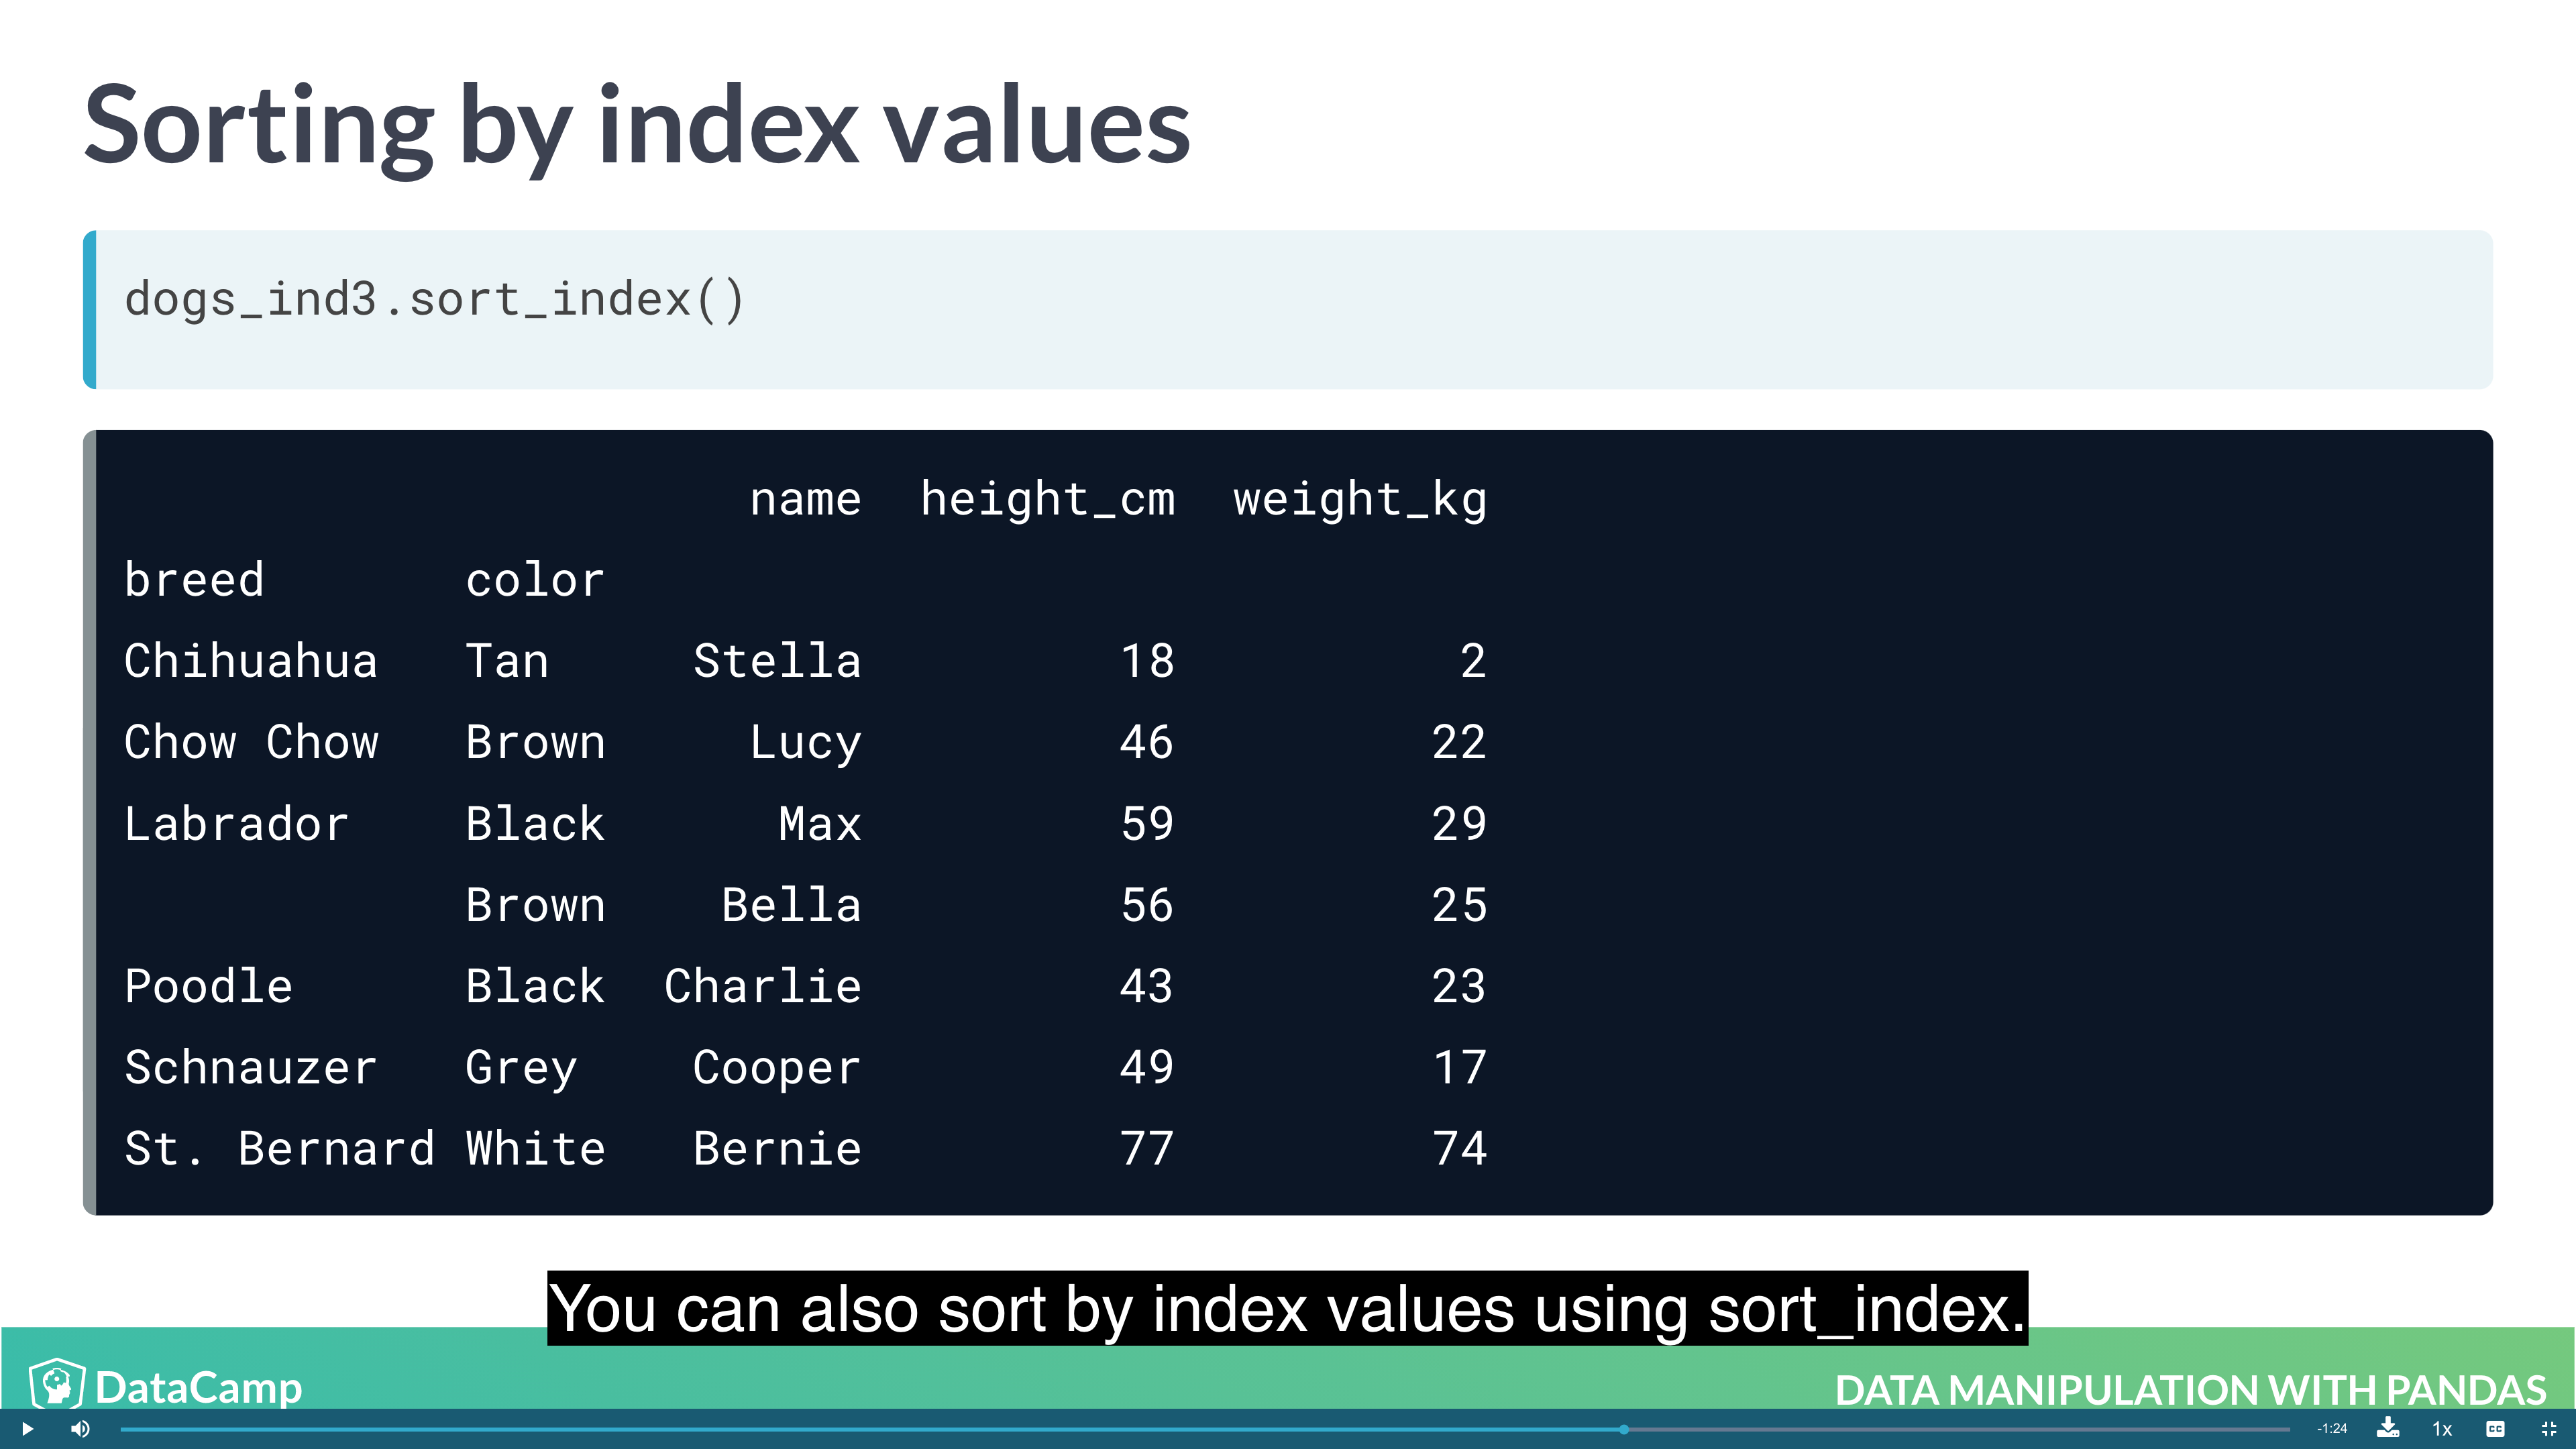 Sorting by index values
dogs_ind3.sort_index()
name height_cm weight_kg
breed color
Chihuahua Tan Stella 18 2
Chow Chow Brown Lucy 46 22
Labrador Black Max 59 29
Brown Bella 56 25
Poodle Black Charlie 43 23
Schnauzer Grey Cooper 49 17
St. Bernard White Bernie 77 74
You can also sort by index values using sort_index.
DataCamp DATA MANIPULATION WITH PANDAS
-1:24 1x CC